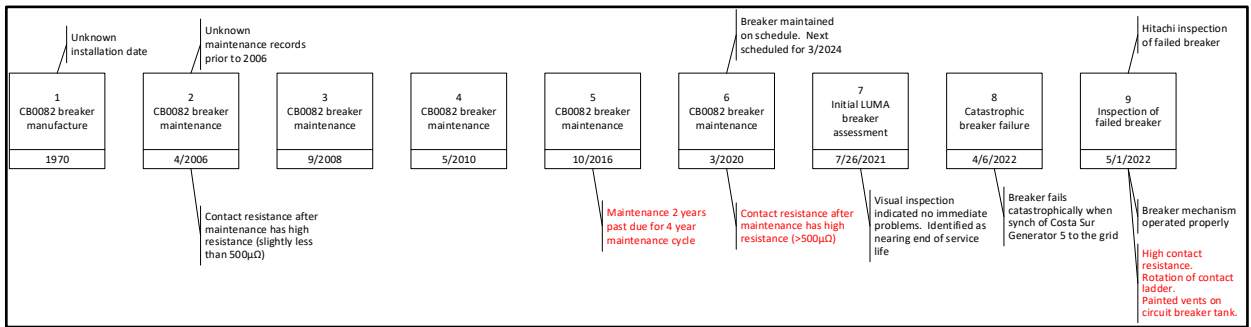 Unknown
installation date
Unknown
maintenance records
prior to 2006
Breaker maintained
on schedule.  Next
scheduled for 3/2024
Hitachi inspection
of failed breaker
1
CB0082 breaker
manufacture
1970
2
CB0082 breaker
maintenance
4/2006
3
CB0082 breaker
maintenance
9/2008
4
CB0082 breaker
maintenance
5/2010
5
CB0082 breaker
maintenance
10/2016
6
CB0082 breaker
maintenance
3/2020
7
Initial LUMA
breaker
assessment
7/26/2021
8
Catastrophic
breaker failure
4/6/2022
9
Inspection of
failed breaker
5/1/2022
Contact resistance after
maintenance has high
resistance (slightly less
than 500μΩ)
Maintenance 2 years
past due for 4 year
maintenance cycle
Contact resistance after
maintenance has high
resistance (>500μΩ)
Visual inspection
indicated no immediate
problems.  Identified as
nearing end of service
life
Breaker fails
catastrophically when
synch of Costa Sur
Generator 5 to the grid
Breaker mechanism
operated properly
High contact
resistance.
Rotation of contact
ladder.
Painted vents on
circuit breaker tank.